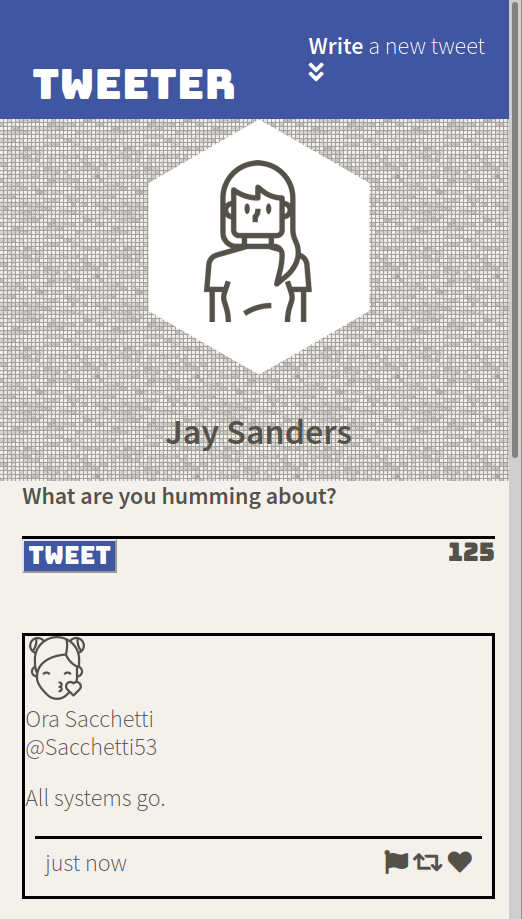 Write a new tweet
TWEETER
Jay Sanders
What are you humming about?
TWEET 125
Ora Sacchetti
@Sacchetti53
All systems go.
just now